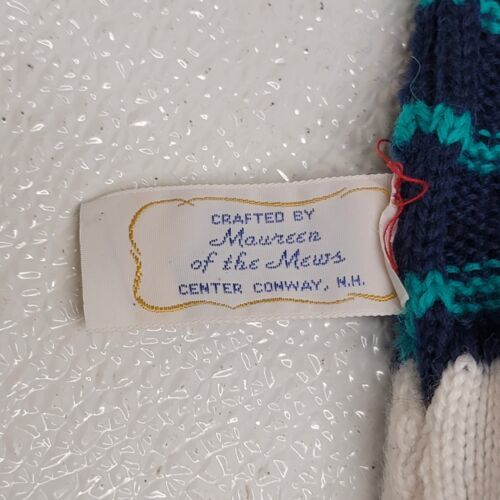 CRAFTED BY
Maureen
of the Mews
CENTER CONWAY, N.H.